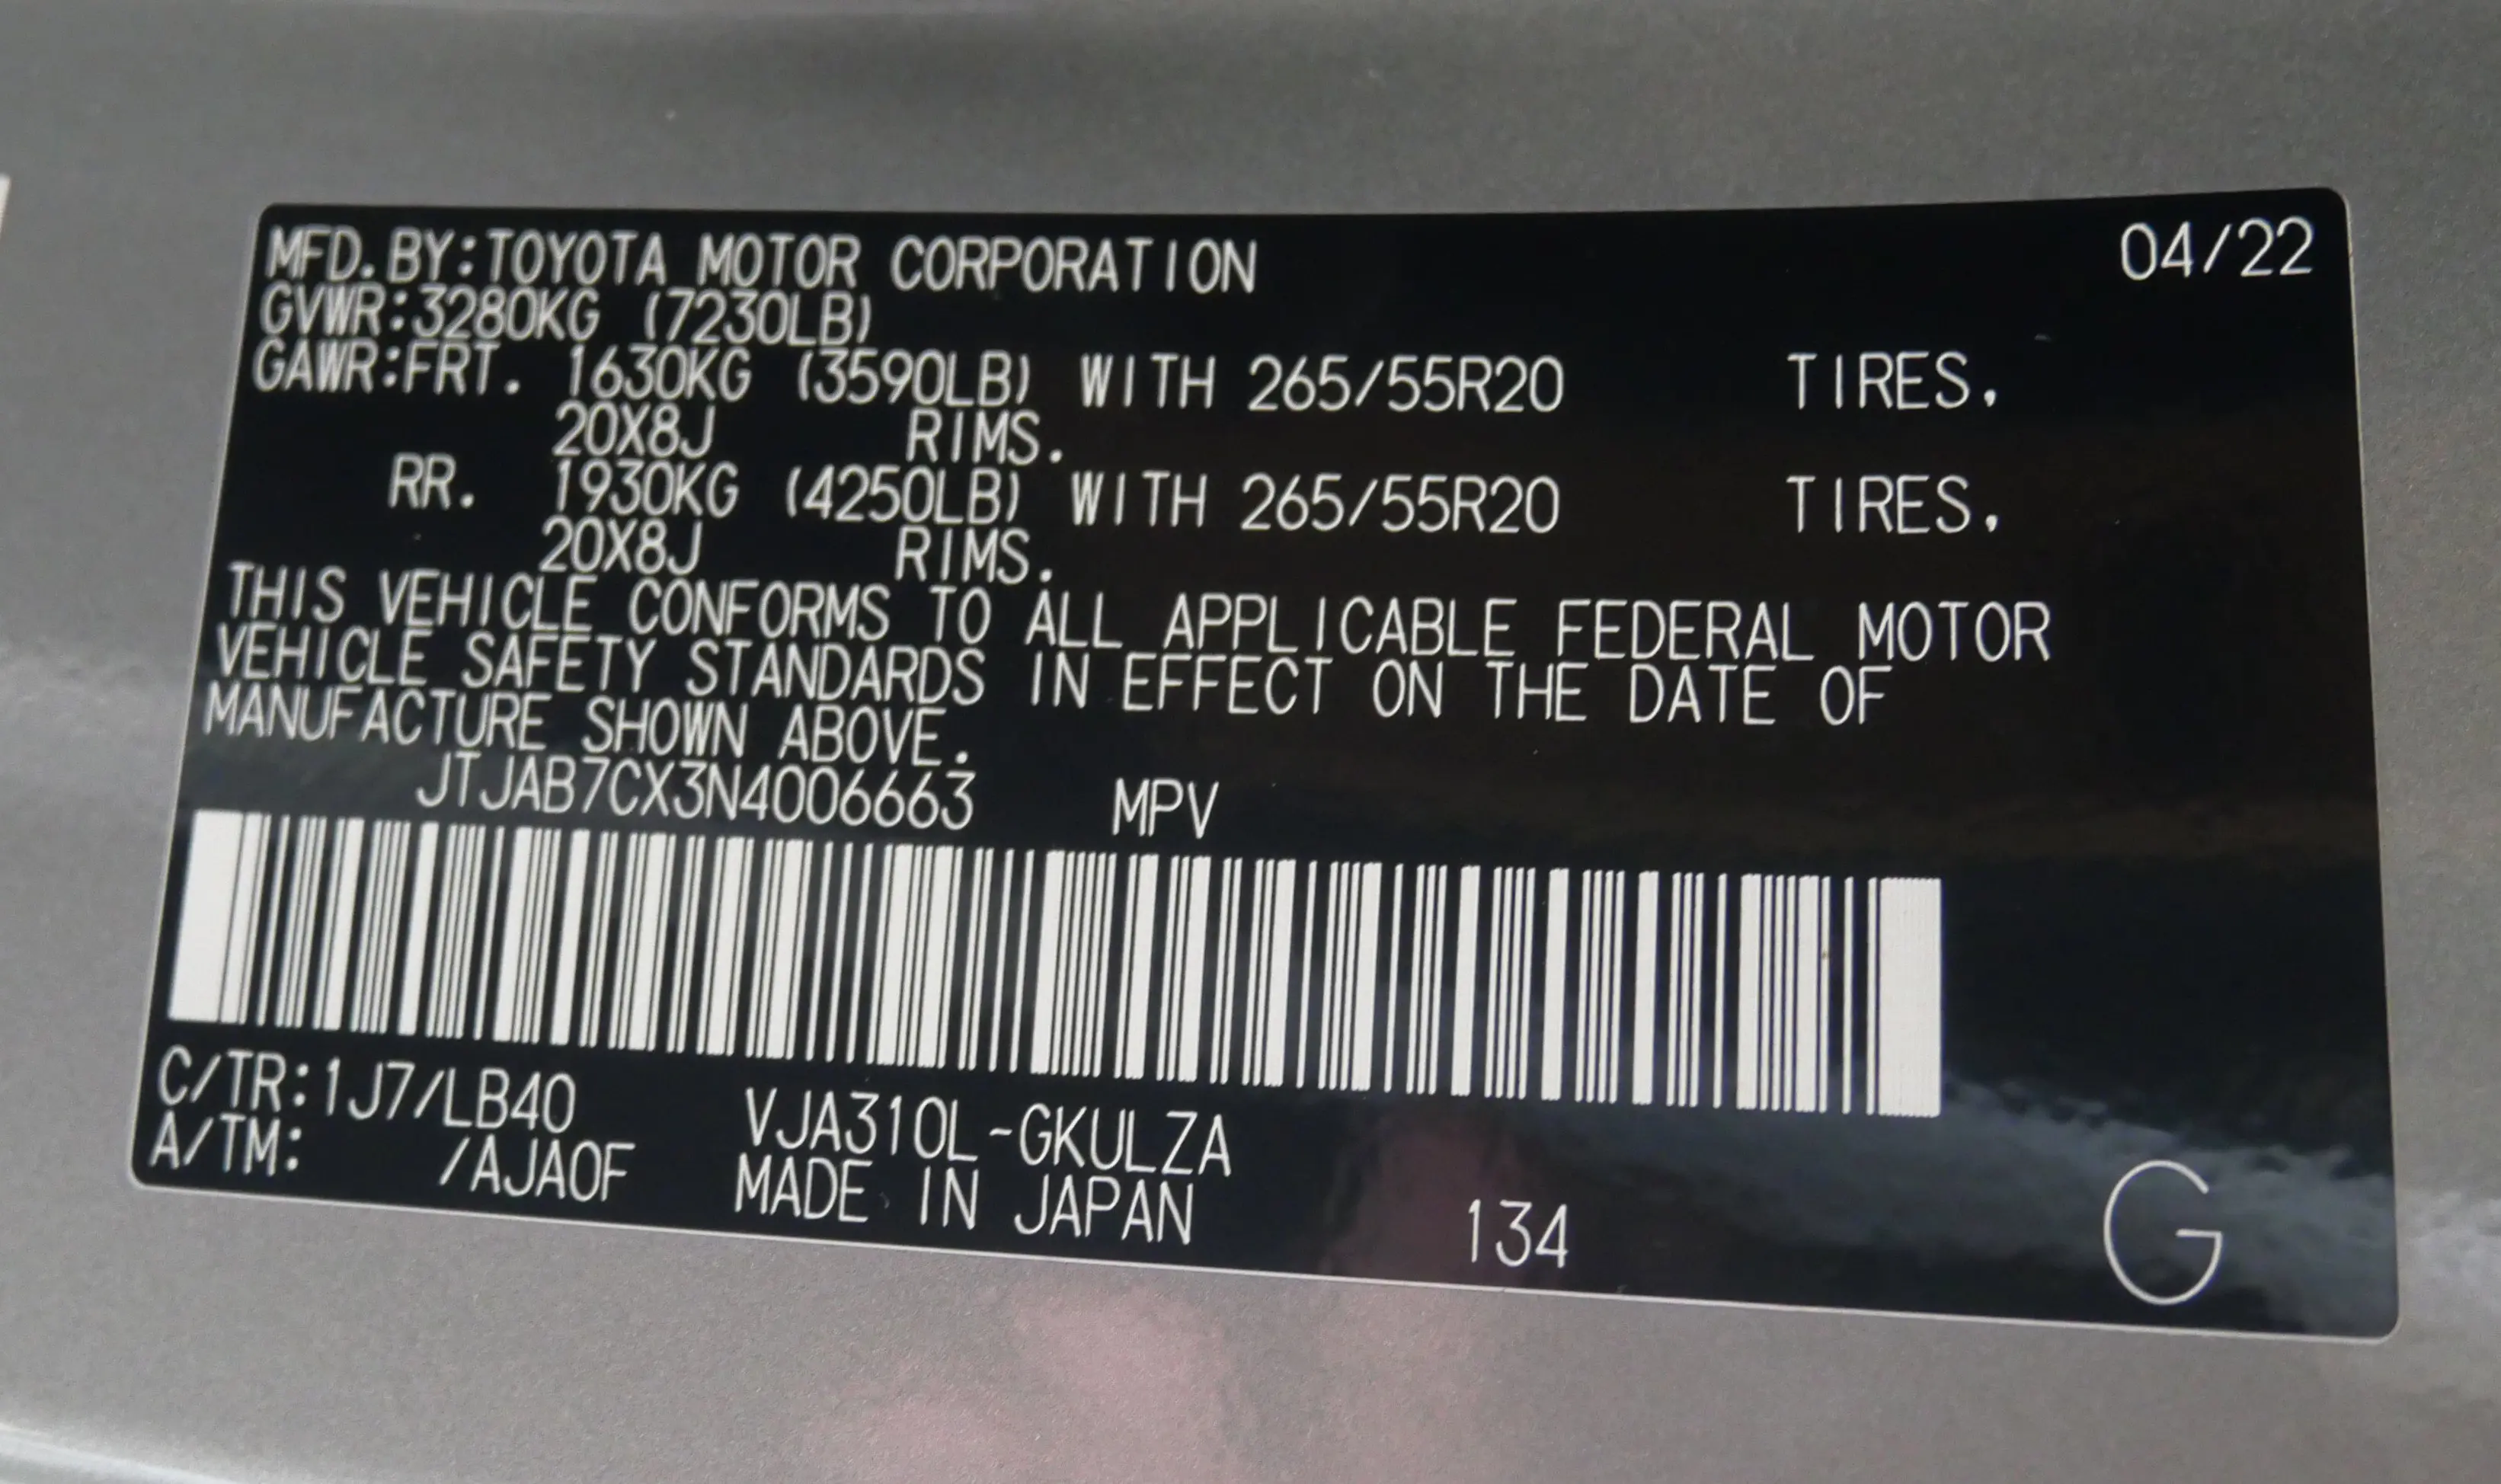 04/22
MFD.BY:TOYOTA MOTOR CORPORATION
GVWR:3280KG (7230LB)
GAWR:FRT. 1630KG (3590LB) WITH 265/55R20 TIRES.
20X8J RIMS.
RR. 1930KG (4250LB) WITH 265/55R20 TIRES.
20X8J RIMS.
THIS VEHICLE CONFORMS TO ALL APPLICABLE FEDERAL MOTOR
VEHICLE SAFETY STANDARDS IN EFFECT ON THE DATE OF
MANUFACTURE SHOWN ABOVE.
JTJAB7CX3N4006663 MPV
C/TR:1J7/LB40 VJA310L-GKULZA
A/TM: /AJA0F MADE IN JAPAN 134 G